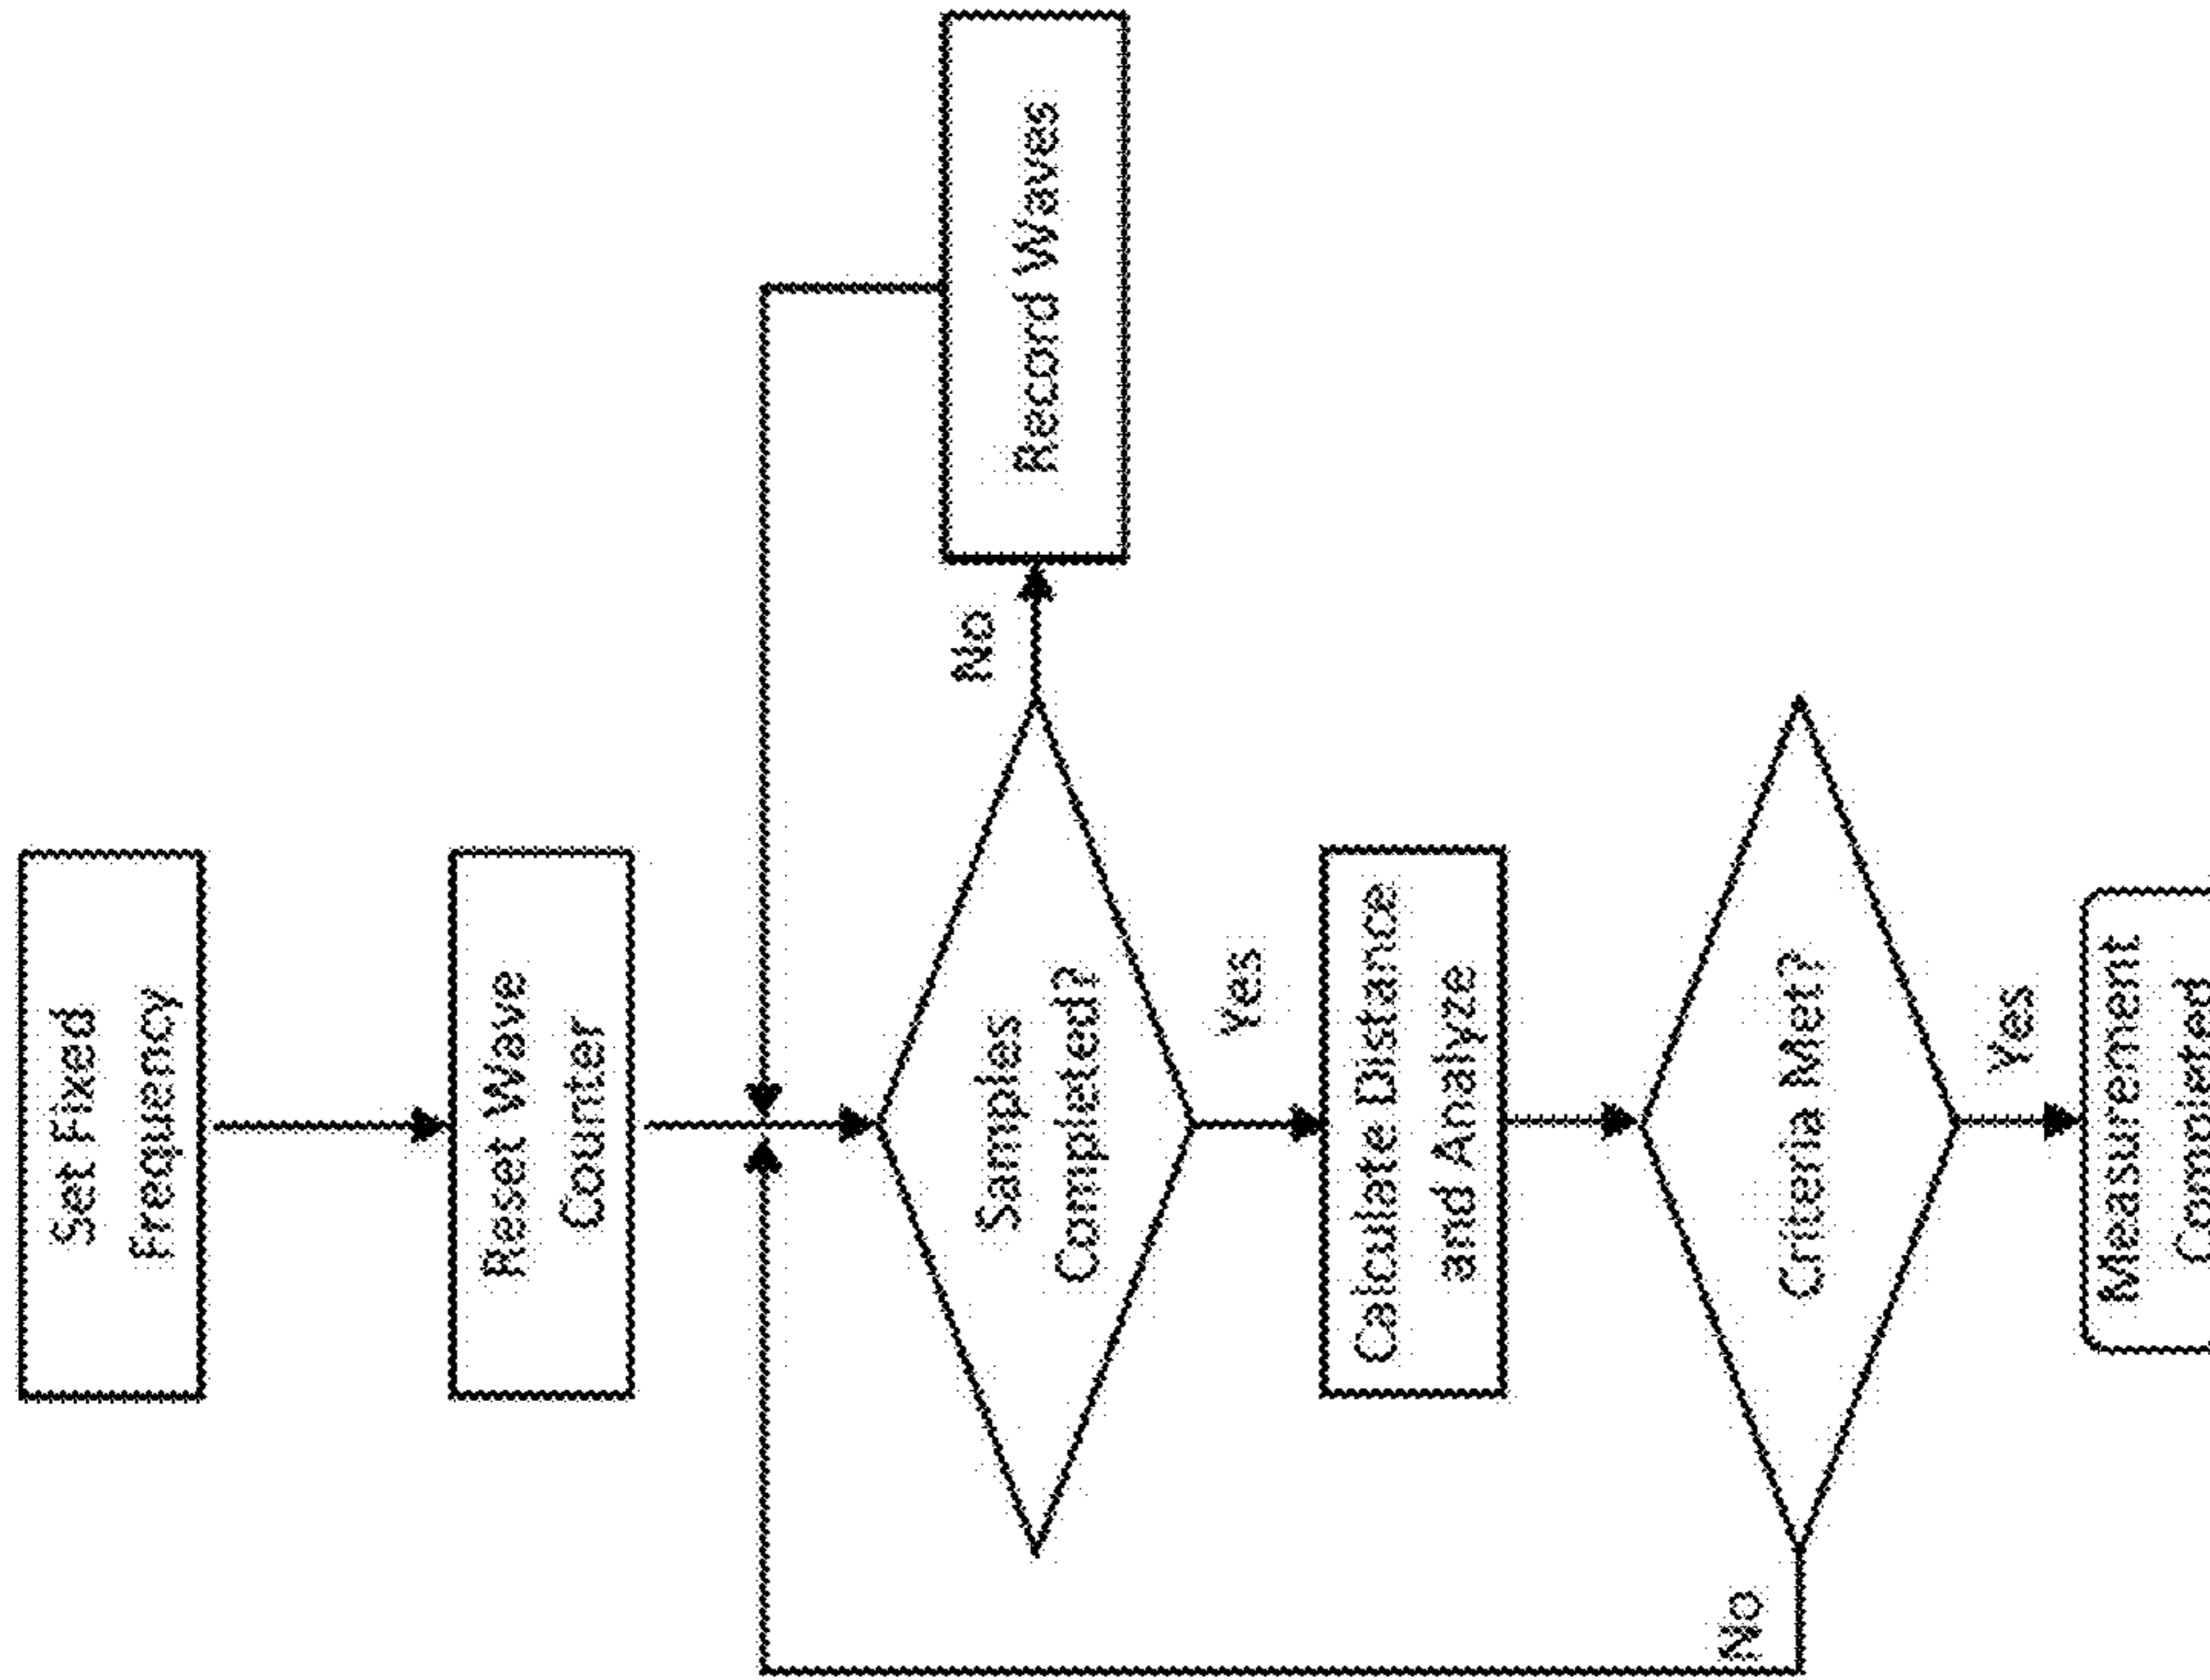 Set Fixed
Frequency
Reset Wave
Counter
Samples
Completed?
No
Record Waves
Yes
Calculate Distance
and Analyze
Criteria Met?
No
Yes
Measurement
Completed